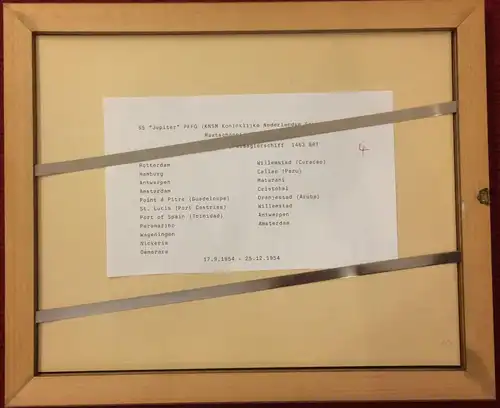 SS "Jupiter" PFFG (KNSM Koninklijke Nederlandse
1463 BRT
4
Rotterdam
Hamburg
Antwerpen
Amsterdam
Point A Pitre (Guadeloupe)
St. Lucia (Port Castries)
Port of Spain (Trinidad)
Paramaribo
Wageningen
Demerara
Willemstad (Curacao)
Callao (Peru)
Matarani
Cristobal
Oranjestad (Aruba)
Willemstad
Antwerpen
Amsterdam
17.9.1954 - 25.12.1954